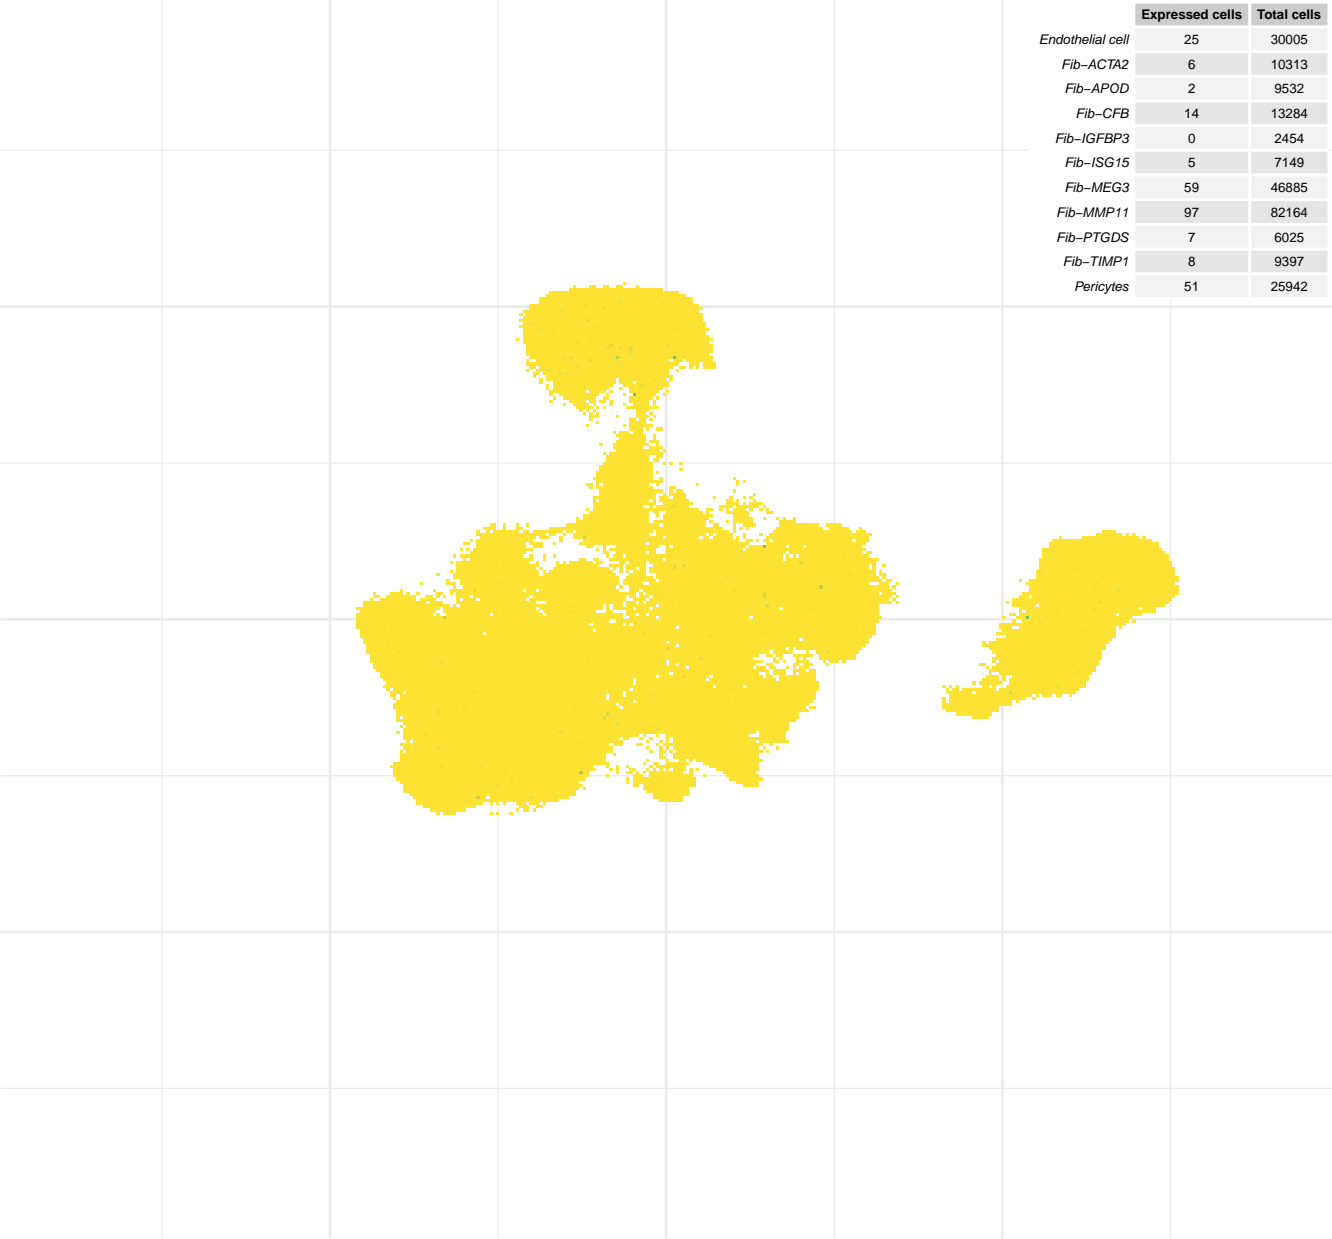 Expressed cells Total cells
Endothelial cell 25 30005
Fib−ACTA2 6 10313
Fib−APOD 2 9532
Fib−CFB 14 13284
Fib−IGFBP3 0 2454
Fib−ISG15 5 7149
Fib−MEG3 59 46885
Fib−MMP11 97 82164
Fib−PTGDS 7 6025
Fib−TIMP1 8 9397
Pericytes 51 25942